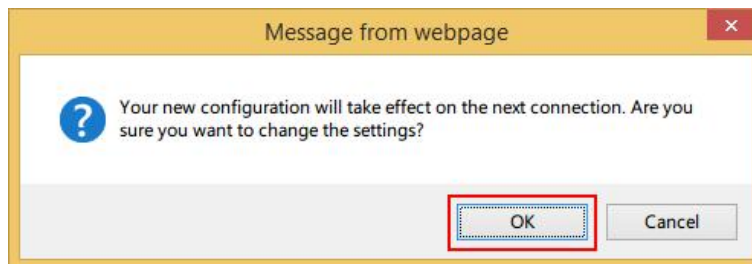 Message from webpage
Your new configuration will take effect on the next connection. Are you
sure you want to change the settings?
OK
Cancel